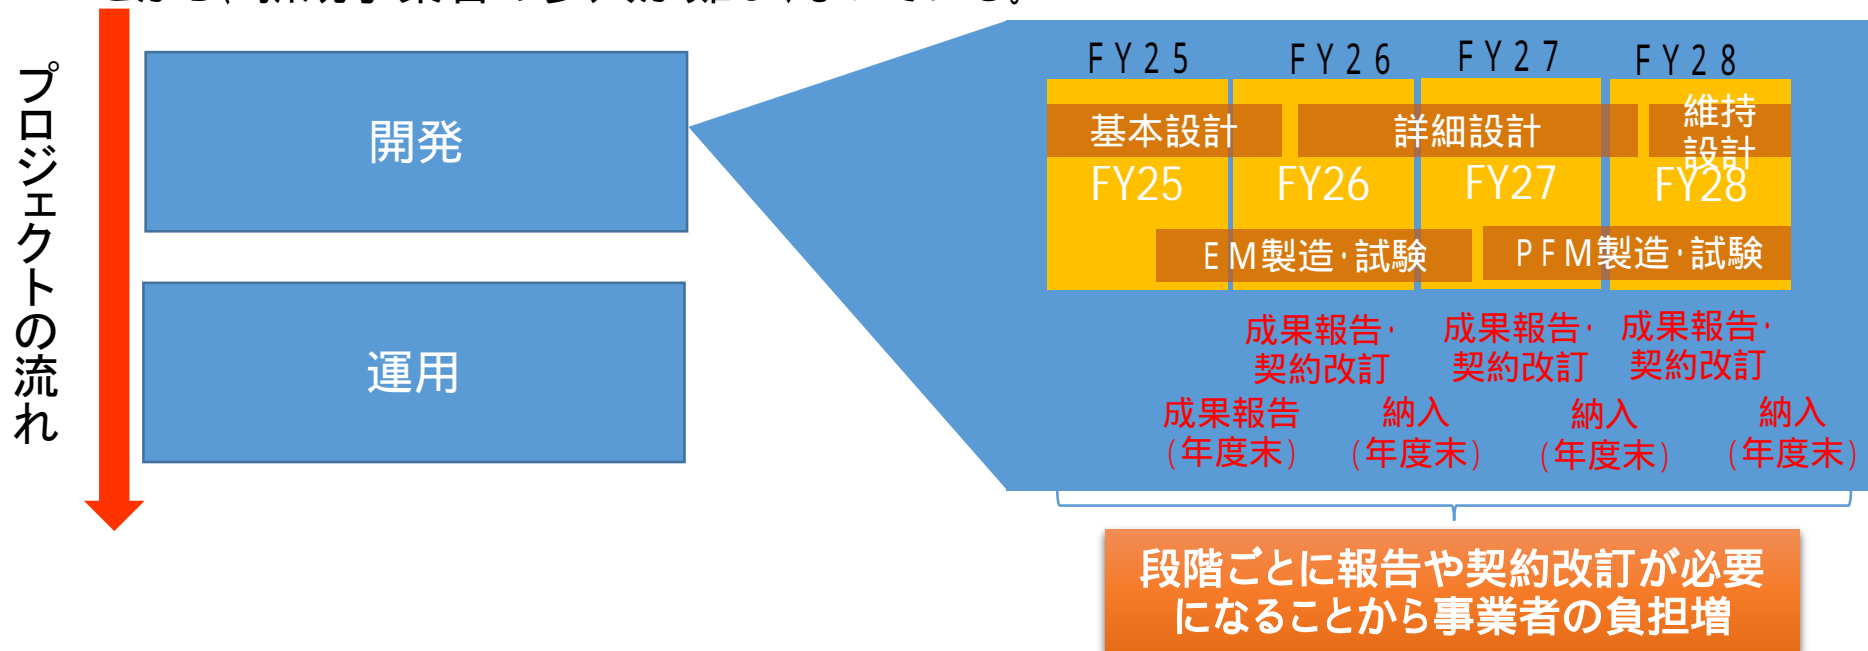 プロジェクトの流れ
開発
運用
FY25 FY26 FY27 FY28
基本設計 詳細設計 維持
設計
FY25 FY26 FY27 FY28
EM製造・試験 PFM製造・試験
成果報告・
契約改訂
成果報告・
契約改訂
成果報告・
契約改訂
成果報告
(年度末)
納入
(年度末)
納入
(年度末)
納入
(年度末)
段階ごとに報告や契約改訂が必要
になることから事業者の負担増